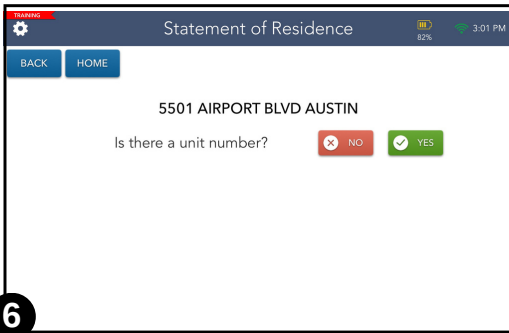 TRAINING
Statement of Residence
82%
3:01 PM
BACK HOME
5501 AIRPORT BLVD AUSTIN
Is there a unit number? NO YES
6